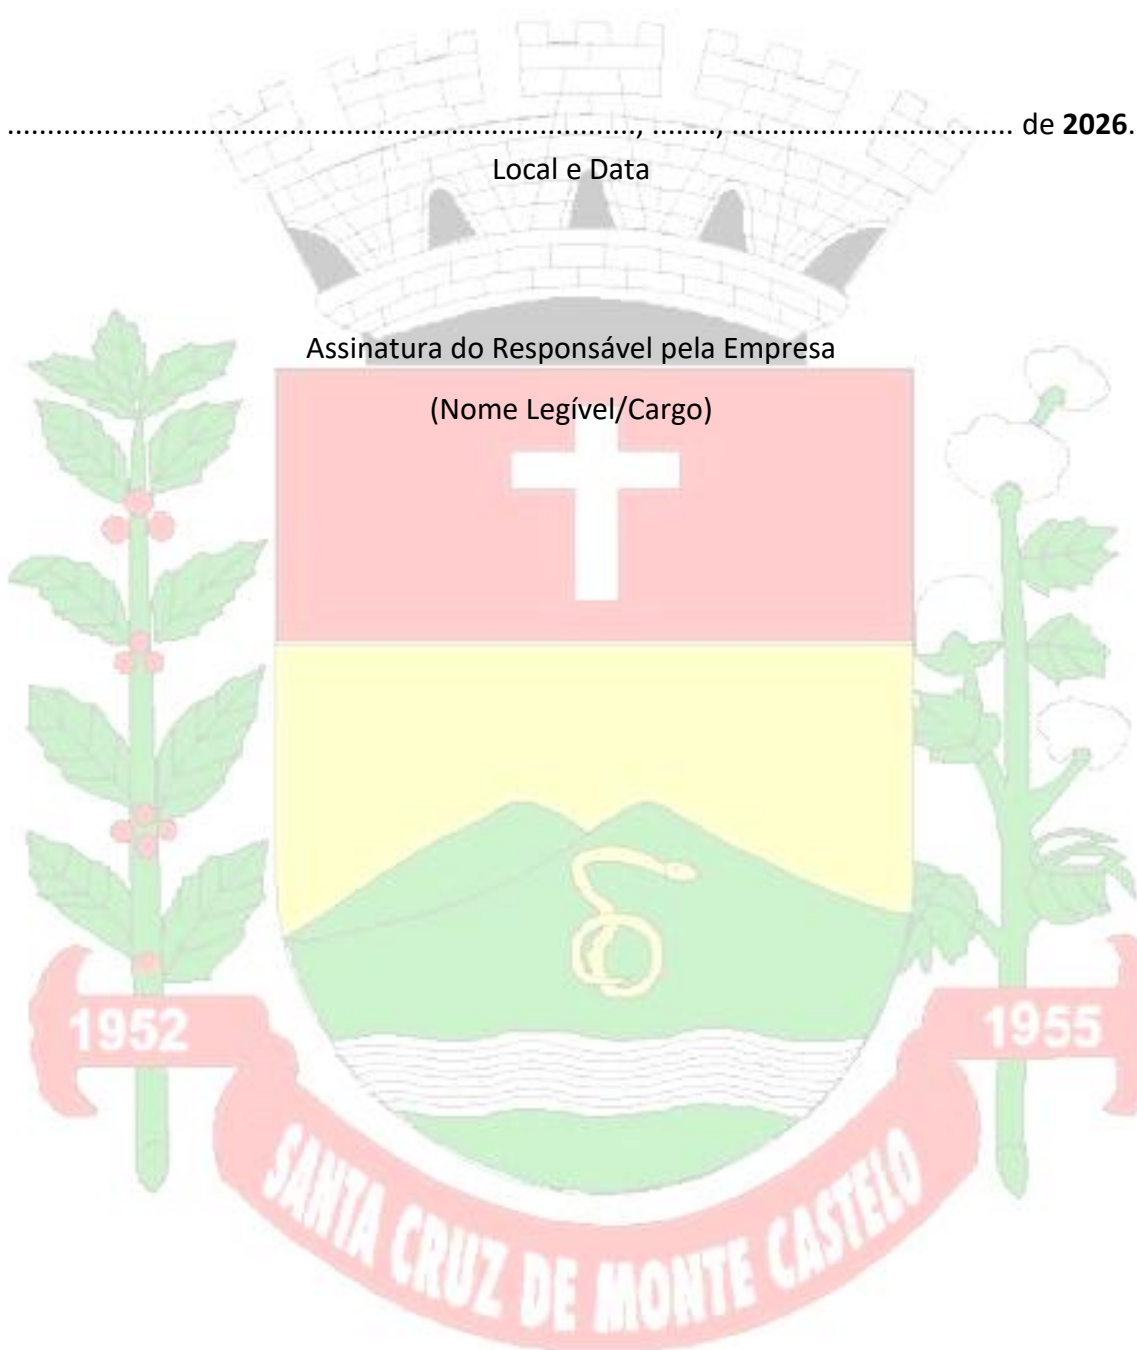 ..............................................................................., ........, ................................... de 2026.
Local e Data
Assinatura do Responsável pela Empresa
(Nome Legível/Cargo)
1952
1955
SANTA CRUZ DE MONTE CASTELO